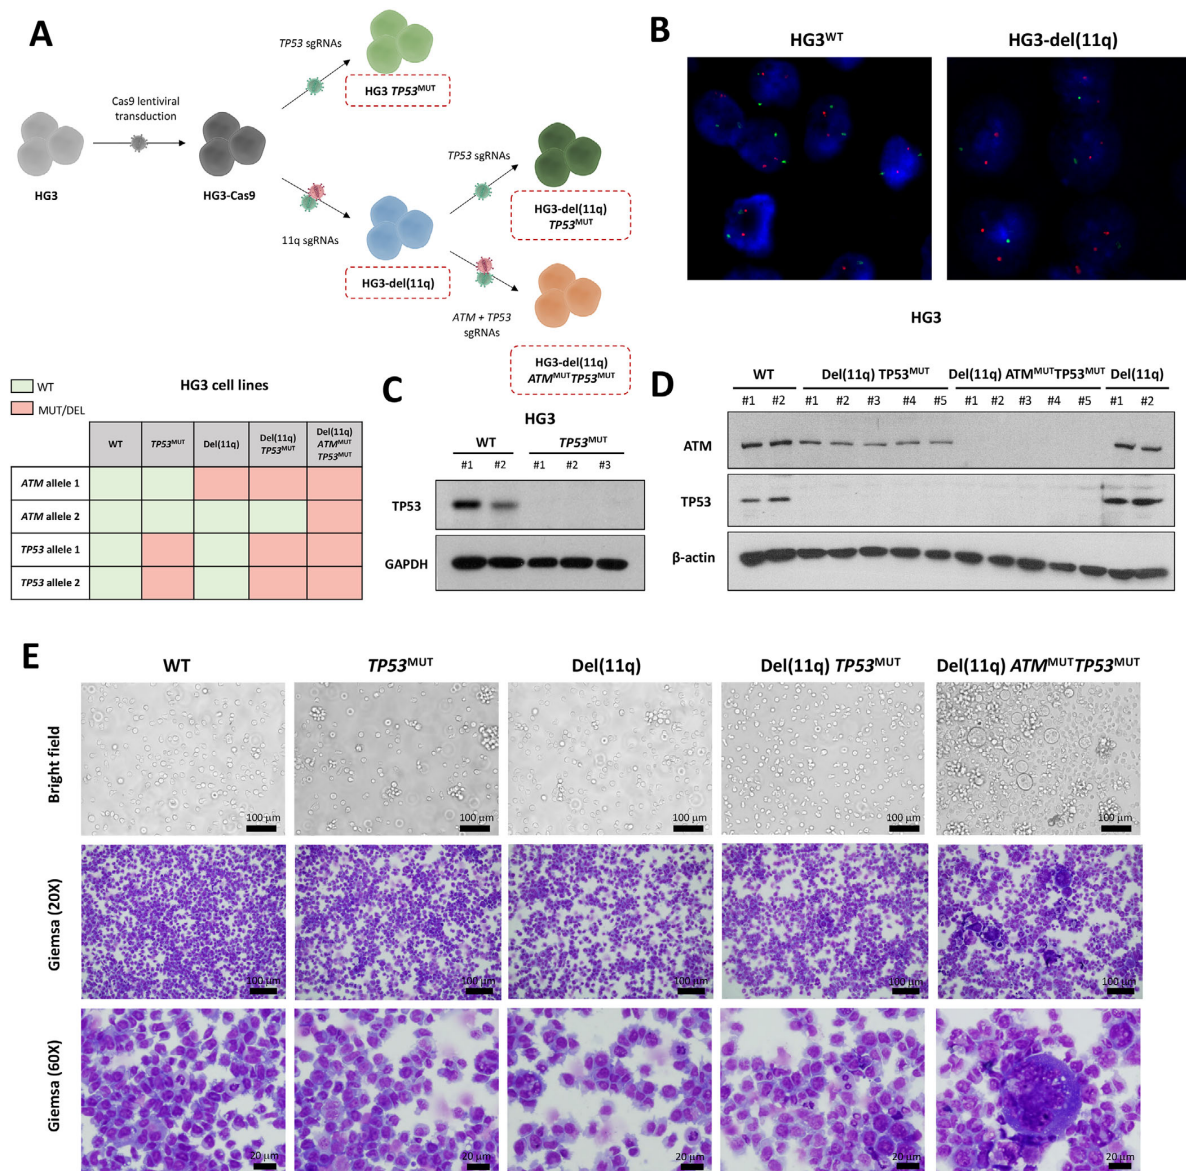 A
TP53 sgRNAs
HG3 TP53MUT
Cas9 lentiviral
transduction
HG3
HG3-Cas9
TP53 sgRNAs
HG3-del(11q)
TP53MUT
11q sgRNAs
HG3-del(11q)
ATM + TP53
sgRNAs
HG3-del(11q)
ATMMUTTP53MUT
WT
MUT/DEL
HG3 cell lines
WT TP53MUT Del(11q) Del(11q) TP53MUT Del(11q) ATMMUT TP53MUT
ATM allele 1
ATM allele 2
TP53 allele 1
TP53 allele 2
B
HG3WT HG3-del(11q)
C
HG3
WT TP53MUT
#1 #2 #1 #2 #3
TP53
GAPDH
D
HG3
WT Del(11q) TP53MUT Del(11q) ATMMUTTP53MUT Del(11q)
#1 #2 #1 #2 #3 #4 #5 #1 #2 #3 #4 #5 #1 #2
ATM
TP53
β-actin
E
WT TP53MUT Del(11q) Del(11q) TP53MUT Del(11q) ATMMUTTP53MUT
Bright field
100 µm 100 µm 100 µm 100 µm 100 µm
Giemsa (20X)
100 µm 100 µm 100 µm 100 µm 100 µm
Giemsa (60X)
20 µm 20 µm 20 µm 20 µm 20 µm